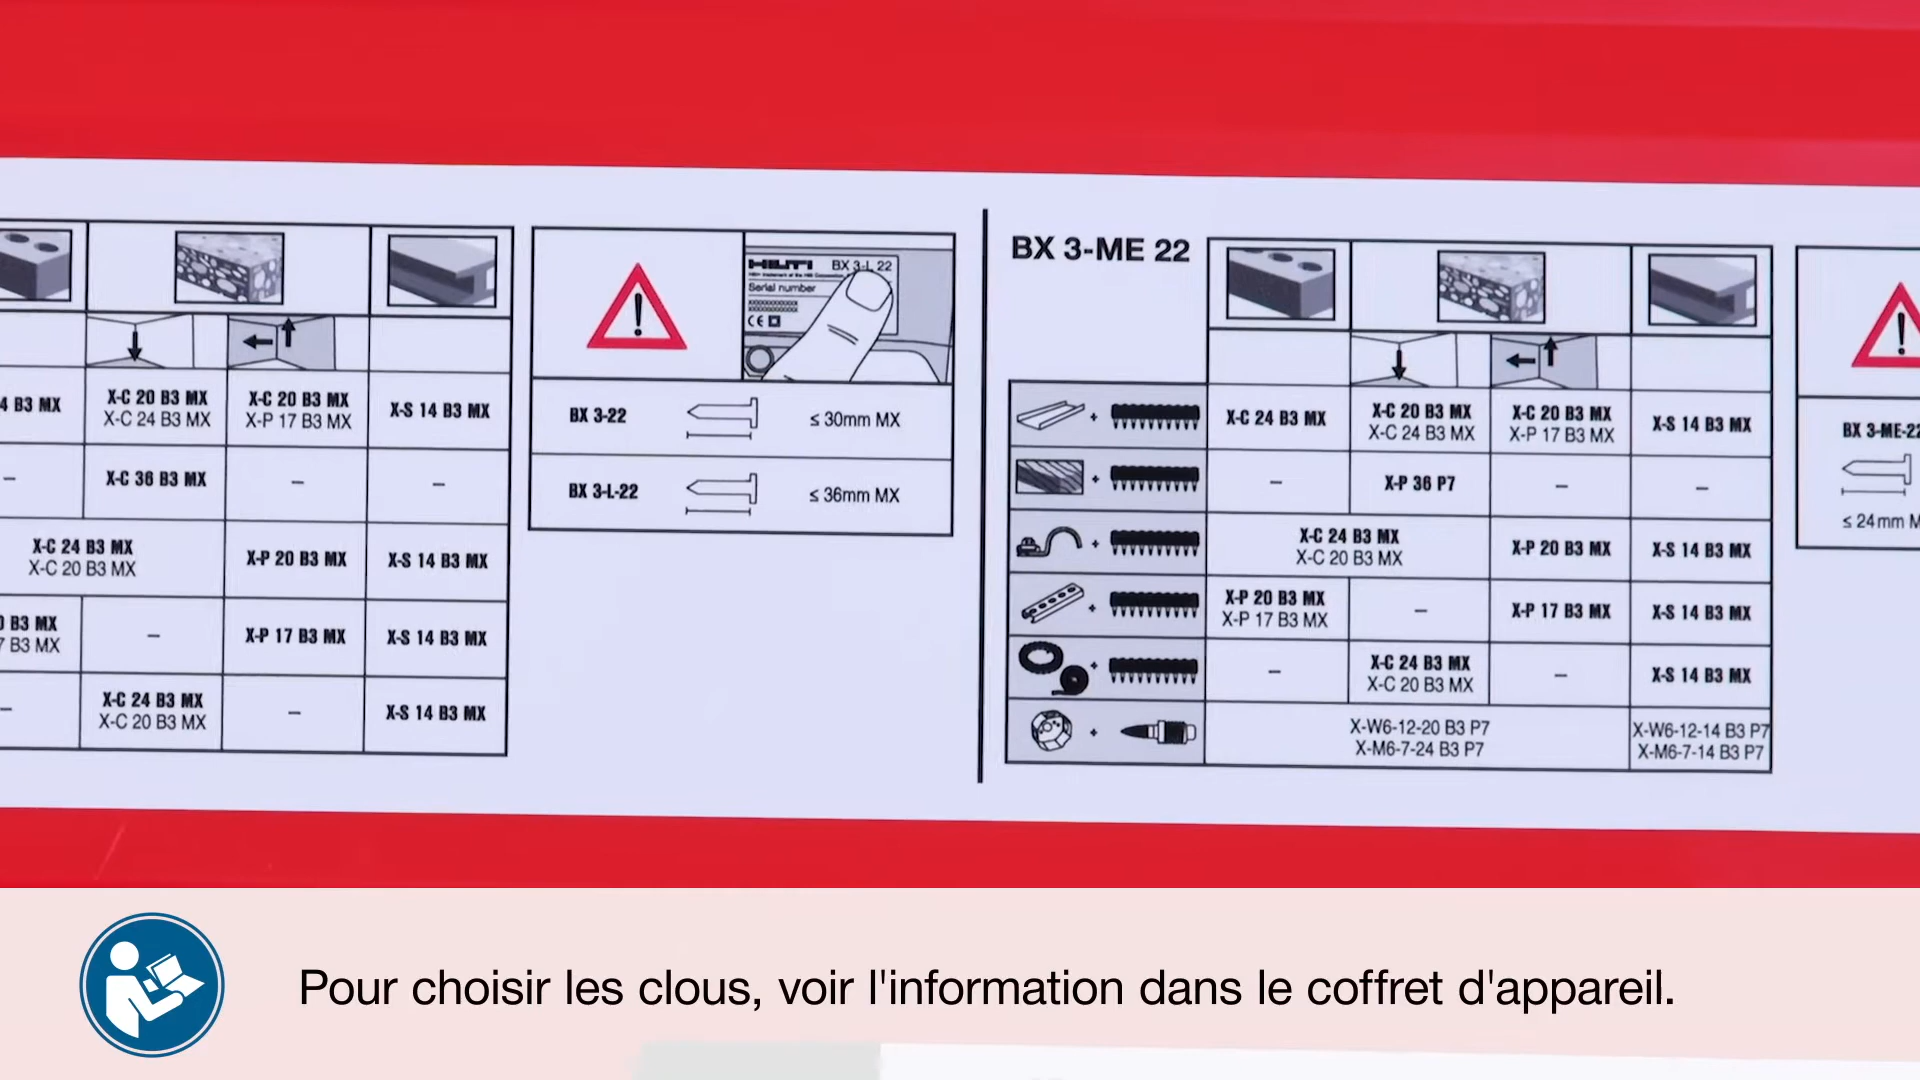 HILTI BX 3-L 22
Serial number
4 B3 MX
X-C 20 B3 MX
X-C 24 B3 MX
X-C 20 B3 MX
X-P 17 B3 MX
X-S 14 B3 MX
–
X-C 36 B3 MX
–
–
X-C 24 B3 MX
X-C 20 B3 MX
X-P 20 B3 MX
X-S 14 B3 MX
0 B3 MX
7 B3 MX
–
X-P 17 B3 MX
X-S 14 B3 MX
–
X-C 24 B3 MX
X-C 20 B3 MX
–
X-S 14 B3 MX
BX 3-22 ≤ 30mm MX
BX 3-L-22 ≤ 36mm MX
BX 3-ME 22
X-C 24 B3 MX
X-C 20 B3 MX
X-C 24 B3 MX
X-C 20 B3 MX
X-P 17 B3 MX
X-S 14 B3 MX
–
X-P 36 P7
–
–
X-C 24 B3 MX
X-C 20 B3 MX
X-P 20 B3 MX
X-S 14 B3 MX
X-P 20 B3 MX
X-P 17 B3 MX
–
X-P 17 B3 MX
X-S 14 B3 MX
–
X-C 24 B3 MX
X-C 20 B3 MX
–
X-S 14 B3 MX
X-W6-12-20 B3 P7
X-M6-7-24 B3 P7
X-W6-12-14 B3 P7
X-M6-7-14 B3 P7
BX 3-ME-22
≤ 24mm M
Pour choisir les clous, voir l'information dans le coffret d'appareil.